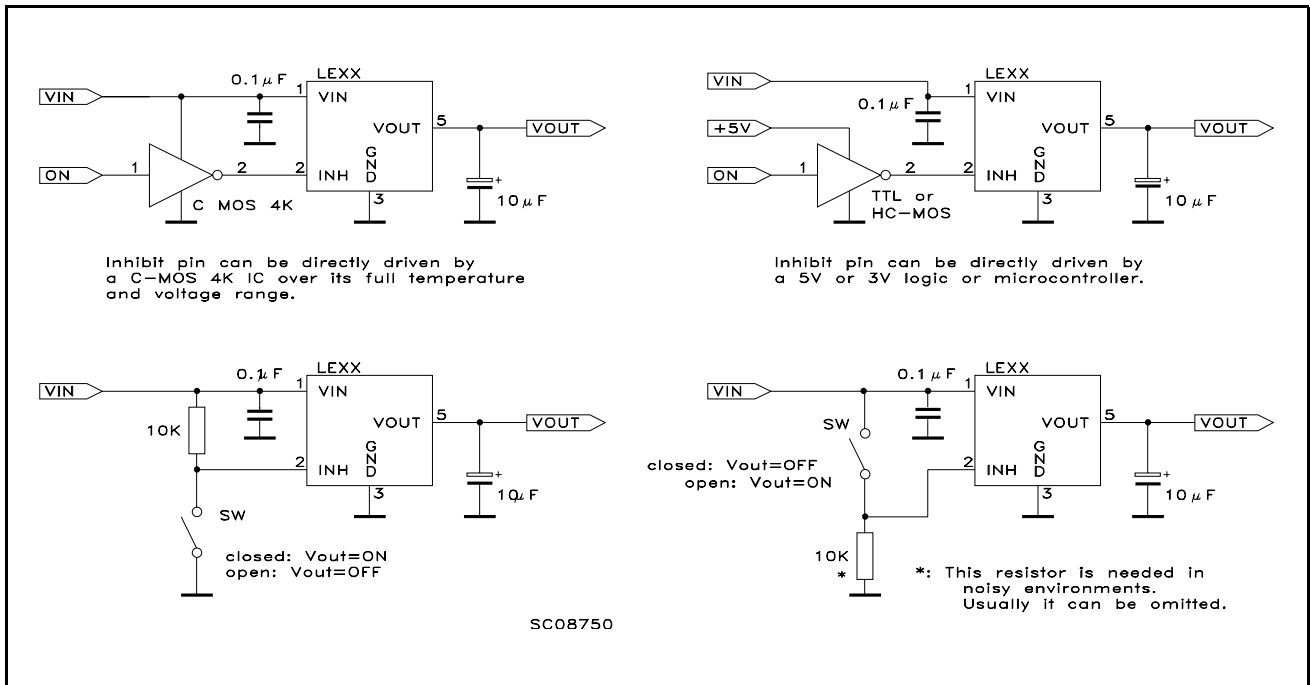 LEXX
0.1μF
VIN
1
VIN
VOUT
5
VOUT
GND
ON
1
2
2
INH
3
+
10μF
C MOS 4K
Inhibit pin can be directly driven by
a C-MOS 4K IC over its full temperature
and voltage range.
LEXX
VIN
0.1μF
1
VIN
+5V
VOUT
5
VOUT
GND
ON
1
2
2
INH
3
+
10μF
TTL or
HC-MOS
Inhibit pin can be directly driven by
a 5V or 3V logic or microcontroller.
LEXX
VIN
0.1μF
1
VIN
10K
VOUT
5
VOUT
GND
2
INH
3
+
10μF
SW
closed: Vout=ON
open: Vout=OFF
LEXX
VIN
0.1μF
1
VIN
SW
VOUT
5
VOUT
GND
closed: Vout=OFF
open: Vout=ON
2
INH
3
+
10μF
10K
*
*: This resistor is needed in
noisy environments.
Usually it can be omitted.
SC08750